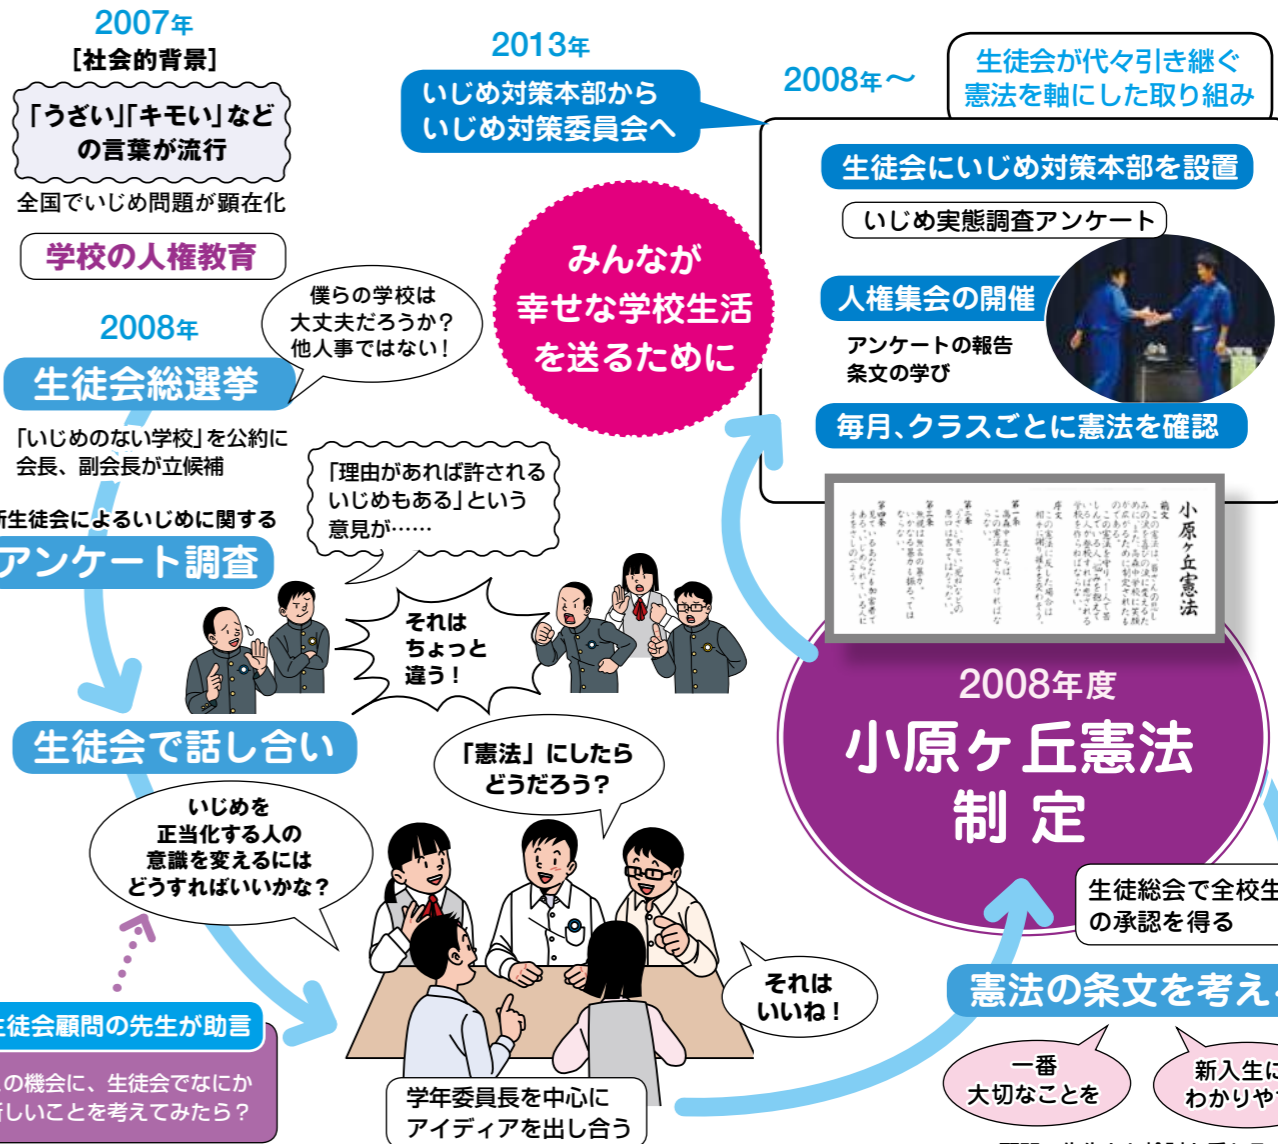 2007年
[社会的背景]
「うざい」「キモい」など
の言葉が流行
全国でいじめ問題が顕在化
学校の人権教育
2008年
生徒会総選挙
僕らの学校は
大丈夫だろうか?
他人事ではない!
「いじめのない学校」を公約に
会長、副会長が立候補
新生徒会によるいじめに関する
アンケート調査
「理由があれば許される
いじめもある」という
意見が……
それは
ちょっと
違う!
生徒会で話し合い
いじめを
正当化する人の
意識を変えるには
どうすればいいかな?
徒会顧問の先生が助言
の機会に、生徒会でなにか
しいことを考えてみたら?
「憲法」にしたら
どうだろう?
それは
いいね!
学年委員長を中心に
アイディアを出し合う
憲法の条文を考え
一番
大切なことを
新入生に
わかりや
生徒総会で全校生
の承認を得る
2008年度
小原ヶ丘憲法
制定
小原ヶ丘憲法
前文
序文
第一条
第二条
第三条
第四条
みんなが
幸せな学校生活
を送るために
2013年
いじめ対策本部から
いじめ対策委員会へ
2008年〜
生徒会が代々引き継ぐ
憲法を軸にした取り組み
生徒会にいじめ対策本部を設置
いじめ実態調査アンケート
人権集会の開催
アンケートの報告
条文の学び
毎月、クラスごとに憲法を確認